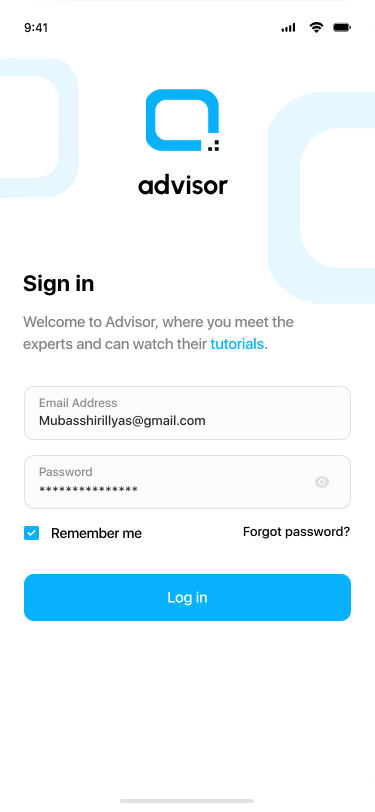 9:41
advisor
Sign in
Welcome to Advisor, where you meet the
experts and can watch their tutorials.
Email Address
Mubasshirillyas@gmail.com
Password
***************
Remember me
Forgot password?
Log in